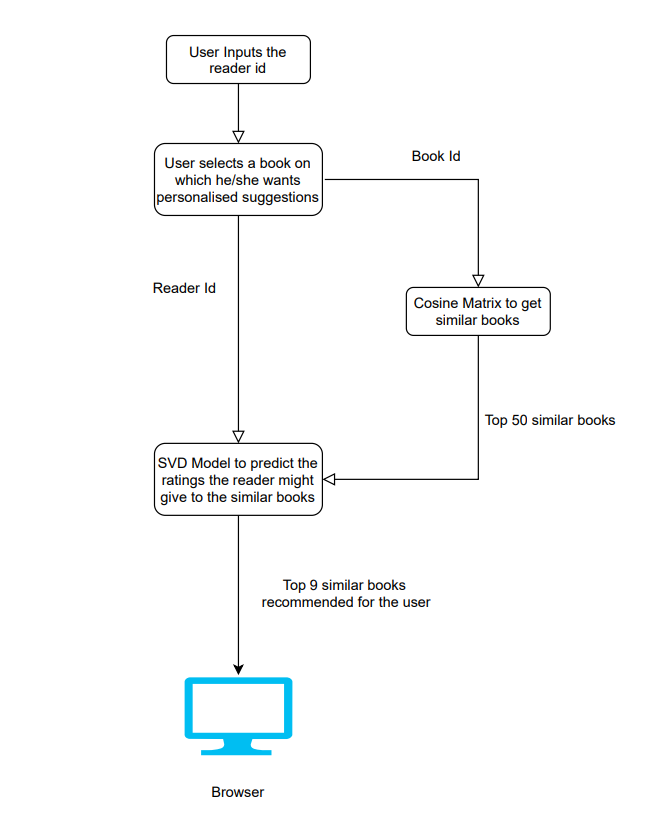 User Inputs the
reader id
User selects a book on
which he/she wants
personalised suggestions
Book Id
Reader Id
Cosine Matrix to get
similar books
Top 50 similar books
SVD Model to predict the
ratings the reader might
give to the similar books
Top 9 similar books
recommended for the user
Browser